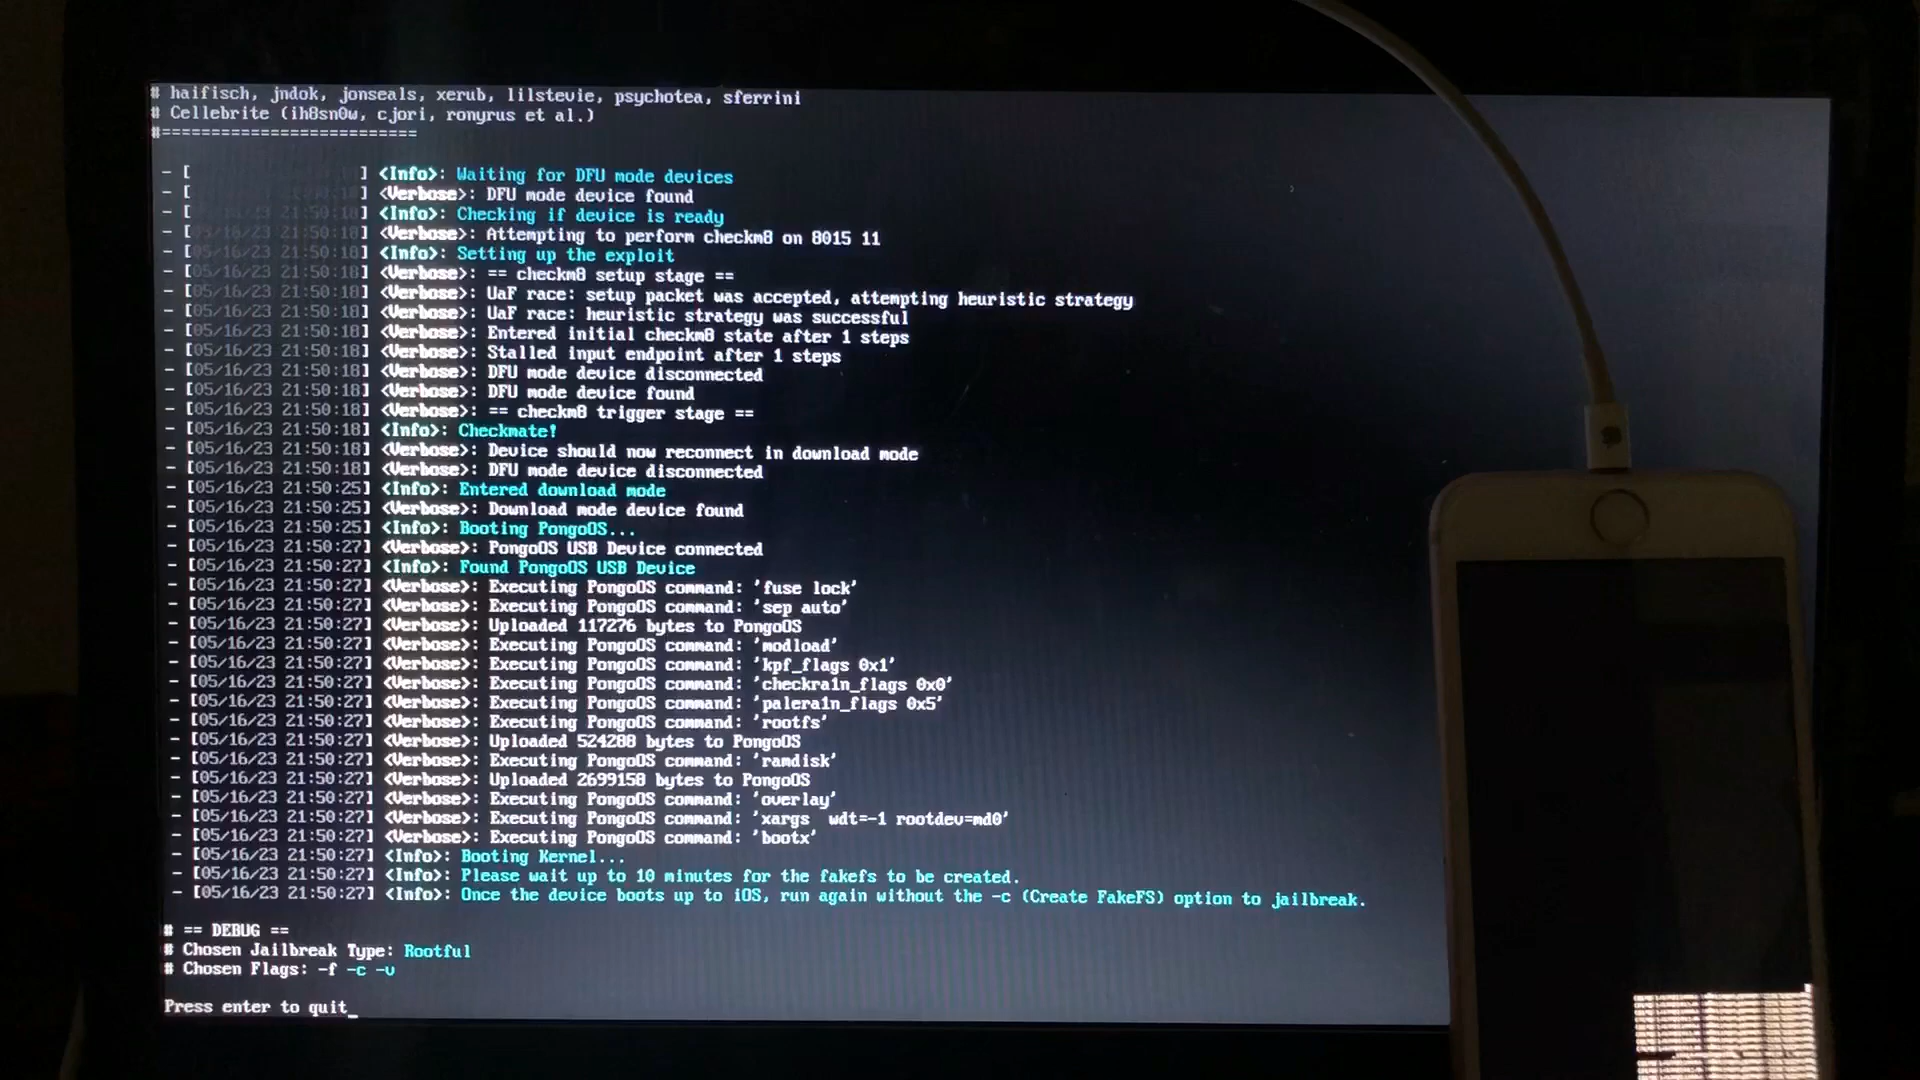 # haifisch, jndok, jonseals, xerub, lilstevie, psychotea, sferrini
# Cellebrite (ih8sn0w, cjori, ronyrus et al.)
#==========================
- [ ] <Info>: Waiting for DFU mode devices
- [ ] <Verbose>: DFU mode device found
- [ 21:50:18] <Info>: Checking if device is ready
- [05/16/23 21:50:18] <Verbose>: Attempting to perform checkm8 on 8015 11
- [05/16/23 21:50:18] <Info>: Setting up the exploit
- [05/16/23 21:50:18] <Verbose>: == checkm8 setup stage ==
- [05/16/23 21:50:18] <Verbose>: UaF race: setup packet was accepted, attempting heuristic strategy
- [05/16/23 21:50:18] <Verbose>: UaF race: heuristic strategy was successful
- [05/16/23 21:50:18] <Verbose>: Entered initial checkm8 state after 1 steps
- [05/16/23 21:50:18] <Verbose>: Stalled input endpoint after 1 steps
- [05/16/23 21:50:18] <Verbose>: DFU mode device disconnected
- [05/16/23 21:50:18] <Verbose>: DFU mode device found
- [05/16/23 21:50:18] <Verbose>: == checkm8 trigger stage ==
- [05/16/23 21:50:18] <Info>: Checkmate!
- [05/16/23 21:50:18] <Verbose>: Device should now reconnect in download mode
- [05/16/23 21:50:18] <Verbose>: DFU mode device disconnected
- [05/16/23 21:50:25] <Info>: Entered download mode
- [05/16/23 21:50:25] <Verbose>: Download mode device found
- [05/16/23 21:50:25] <Info>: Booting PongoOS...
- [05/16/23 21:50:27] <Verbose>: PongoOS USB Device connected
- [05/16/23 21:50:27] <Info>: Found PongoOS USB Device
- [05/16/23 21:50:27] <Verbose>: Executing PongoOS command: 'fuse lock'
- [05/16/23 21:50:27] <Verbose>: Executing PongoOS command: 'sep auto'
- [05/16/23 21:50:27] <Verbose>: Uploaded 117276 bytes to PongoOS
- [05/16/23 21:50:27] <Verbose>: Executing PongoOS command: 'modload'
- [05/16/23 21:50:27] <Verbose>: Executing PongoOS command: 'kpf_flags 0x1'
- [05/16/23 21:50:27] <Verbose>: Executing PongoOS command: 'checkra1n_flags 0x0'
- [05/16/23 21:50:27] <Verbose>: Executing PongoOS command: 'palera1n_flags 0x5'
- [05/16/23 21:50:27] <Verbose>: Executing PongoOS command: 'rootfs'
- [05/16/23 21:50:27] <Verbose>: Uploaded 524288 bytes to PongoOS
- [05/16/23 21:50:27] <Verbose>: Executing PongoOS command: 'ramdisk'
- [05/16/23 21:50:27] <Verbose>: Uploaded 2699158 bytes to PongoOS
- [05/16/23 21:50:27] <Verbose>: Executing PongoOS command: 'overlay'
- [05/16/23 21:50:27] <Verbose>: Executing PongoOS command: 'xargs  wdt=-1 rootdev=md0'
- [05/16/23 21:50:27] <Verbose>: Executing PongoOS command: 'bootx'
- [05/16/23 21:50:27] <Info>: Booting Kernel...
- [05/16/23 21:50:27] <Info>: Please wait up to 10 minutes for the fakefs to be created.
- [05/16/23 21:50:27] <Info>: Once the device boots up to iOS, run again without the -c (Create FakeFS) option to jailbreak.
# == DEBUG ==
# Chosen Jailbreak Type: Rootful
# Chosen Flags: -f -c -v
Press enter to quit_